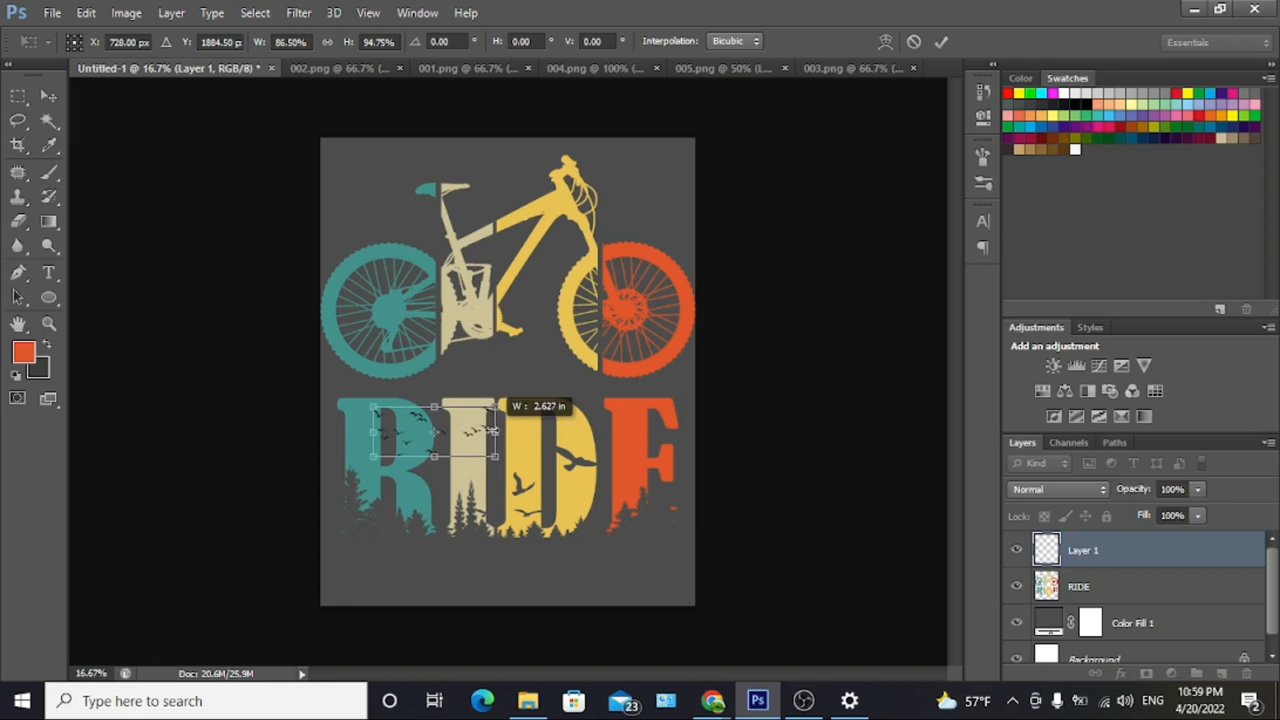 Ps File Edit Image Layer Type Select Filter 3D View Window Help
X: 728.00 px Y: 1884.50 p W: 86.50% H: 94.75% 0.00 ° H: 0.00 ° V: 0.00 ° Interpolation: Bicubic Essentials
Untitled-1 @ 16.7% (Layer 1, RGB/8) * × 002.png @ 66.7% (... × 001.png @ 66.7% (... × 004.png @ 100% (... × 005.png @ 50% (L... × 003.png @ 66.7% (... ×
Color Swatches
W : 2.627 in
RIDE
Adjustments Styles
Add an adjustment
Layers Channels Paths
Kind
Normal Opacity: 100%
Lock: Fill: 100%
Layer 1
RIDE
Color Fill 1
Background
16.67% Doc: 20.6M/25.9M
Type here to search 23 Ps 57°F ENG 10:59 PM
4/20/2022 2